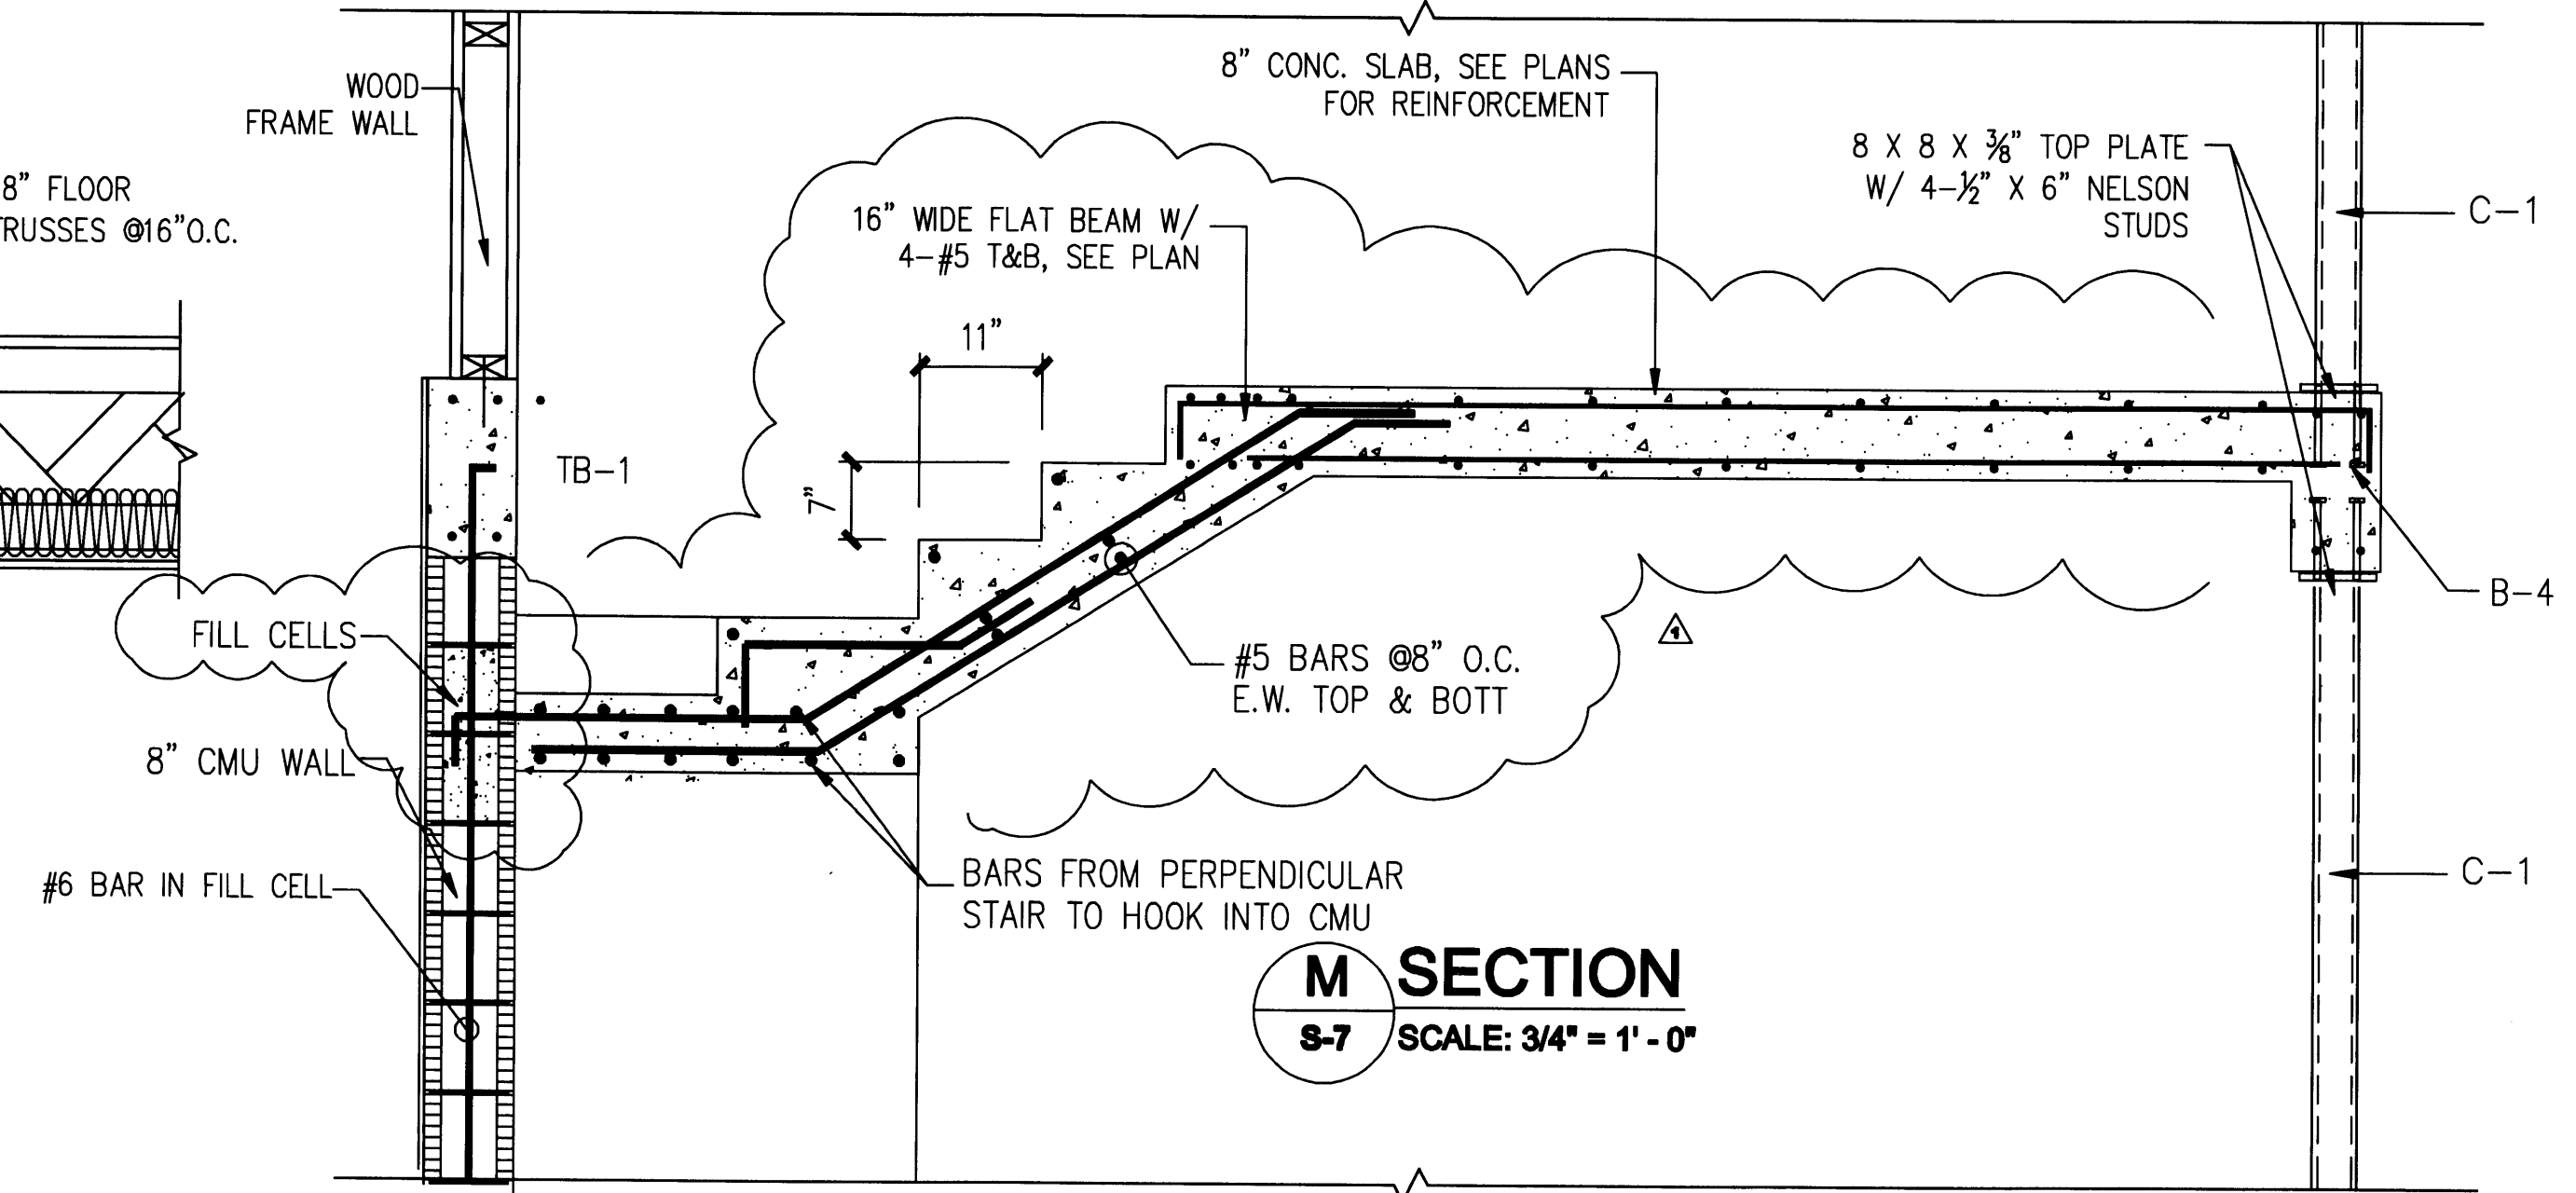 WOOD
FRAME WALL
8" FLOOR
TRUSSES @16"O.C.
8" CONC. SLAB, SEE PLANS
FOR REINFORCEMENT
8 X 8 X ⅜" TOP PLATE
W/ 4-½" X 6" NELSON
STUDS
C-1
16" WIDE FLAT BEAM W/
4-#5 T&B, SEE PLAN
11"
7"
TB-1
B-4
FILL CELLS
#5 BARS @8" O.C.
E.W. TOP & BOTT
1
8" CMU WALL
#6 BAR IN FILL CELL
BARS FROM PERPENDICULAR
STAIR TO HOOK INTO CMU
C-1
M
SECTION
S-7
SCALE: 3/4" = 1' - 0"